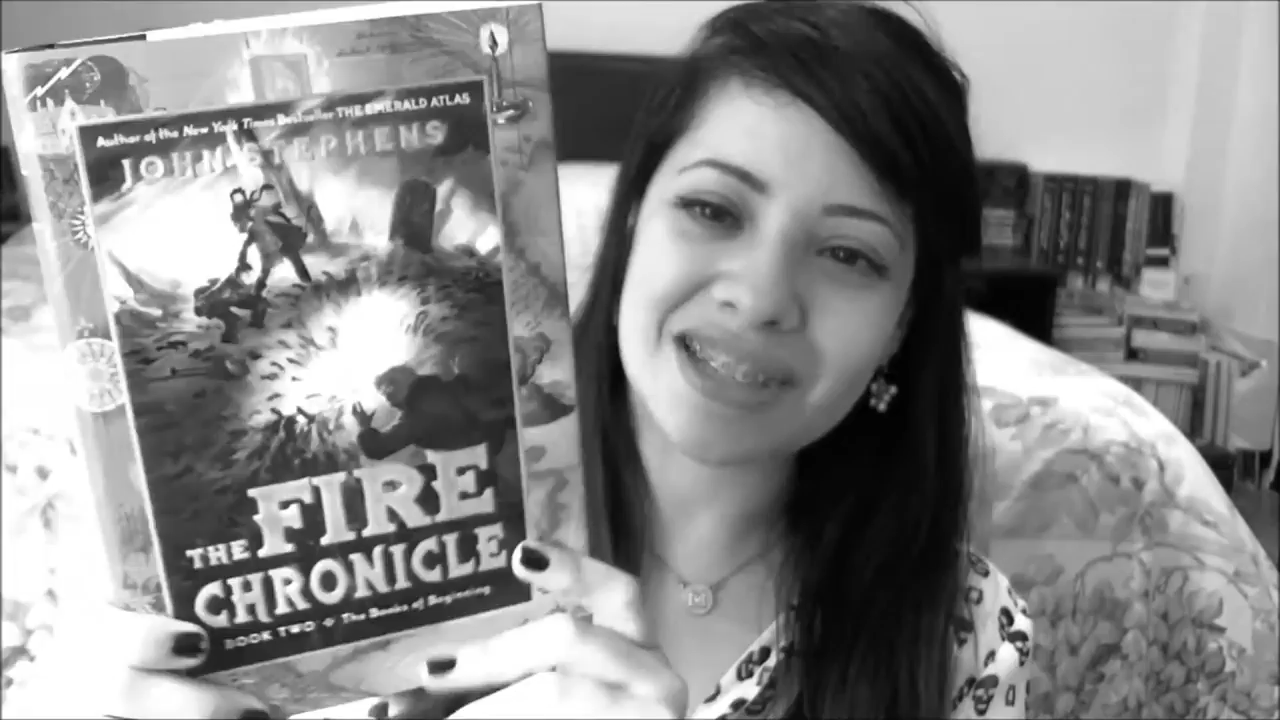 Author of the New York Times Bestseller THE EMERALD ATLAS
JOHN STEPHENS
THE FIRE
CHRONICLE
BOOK TWO The Books of Beginning
M